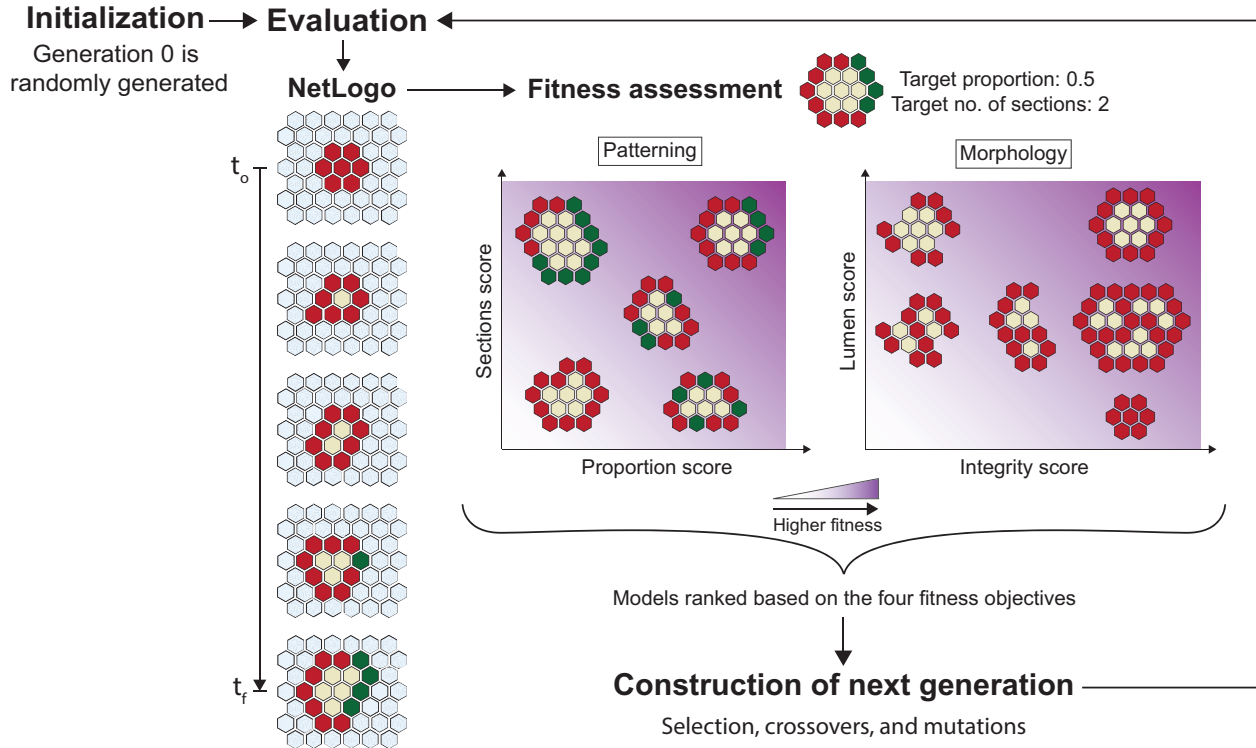 Initialization
Evaluation
Generation 0 is
randomly generated
NetLogo
Fitness assessment
Target proportion: 0.5
Target no. of sections: 2
t₀
t_f
Patterning
Sections score
Proportion score
Morphology
Lumen score
Integrity score
Higher fitness
Models ranked based on the four fitness objectives
Construction of next generation
Selection, crossovers, and mutations